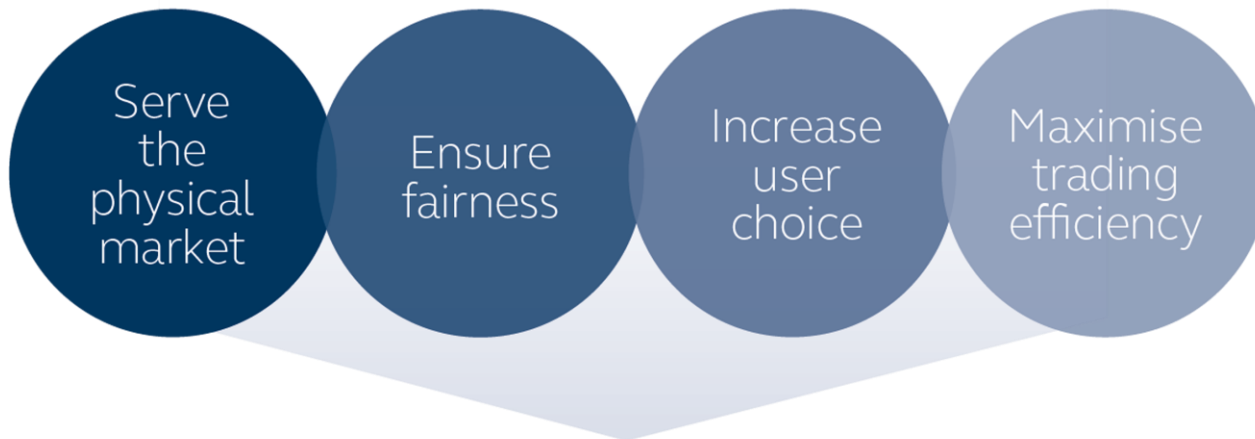 Serve
the
physical
market
Ensure
fairness
Increase
user
choice
Maximise
trading
efficiency